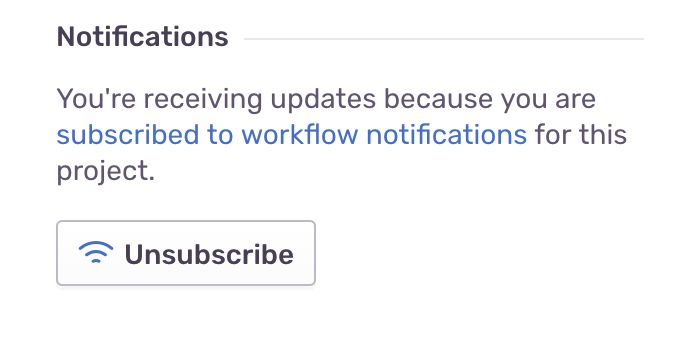 Notifications
You're receiving updates because you are
subscribed to workflow notifications for this
project.
Unsubscribe